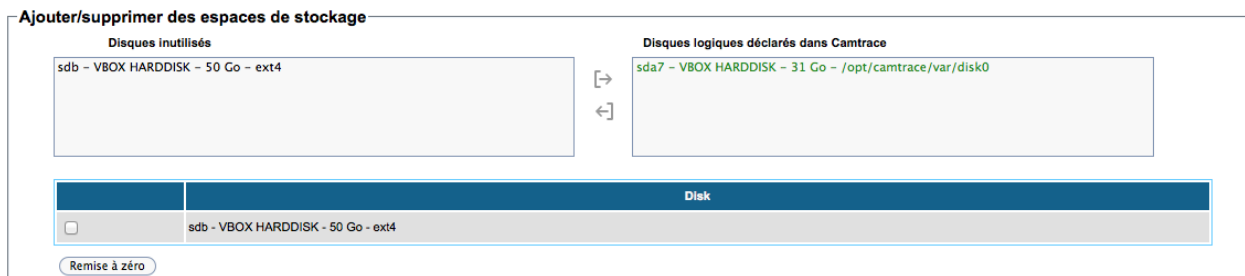 Ajouter/supprimer des espaces de stockage
Disques inutilisés
sdb – VBOX HARDDISK – 50 Go – ext4
Disques logiques déclarés dans Camtrace
sda7 – VBOX HARDDISK – 31 Go – /opt/camtrace/var/disk0
Disk
sdb - VBOX HARDDISK - 50 Go - ext4
Remise à zéro